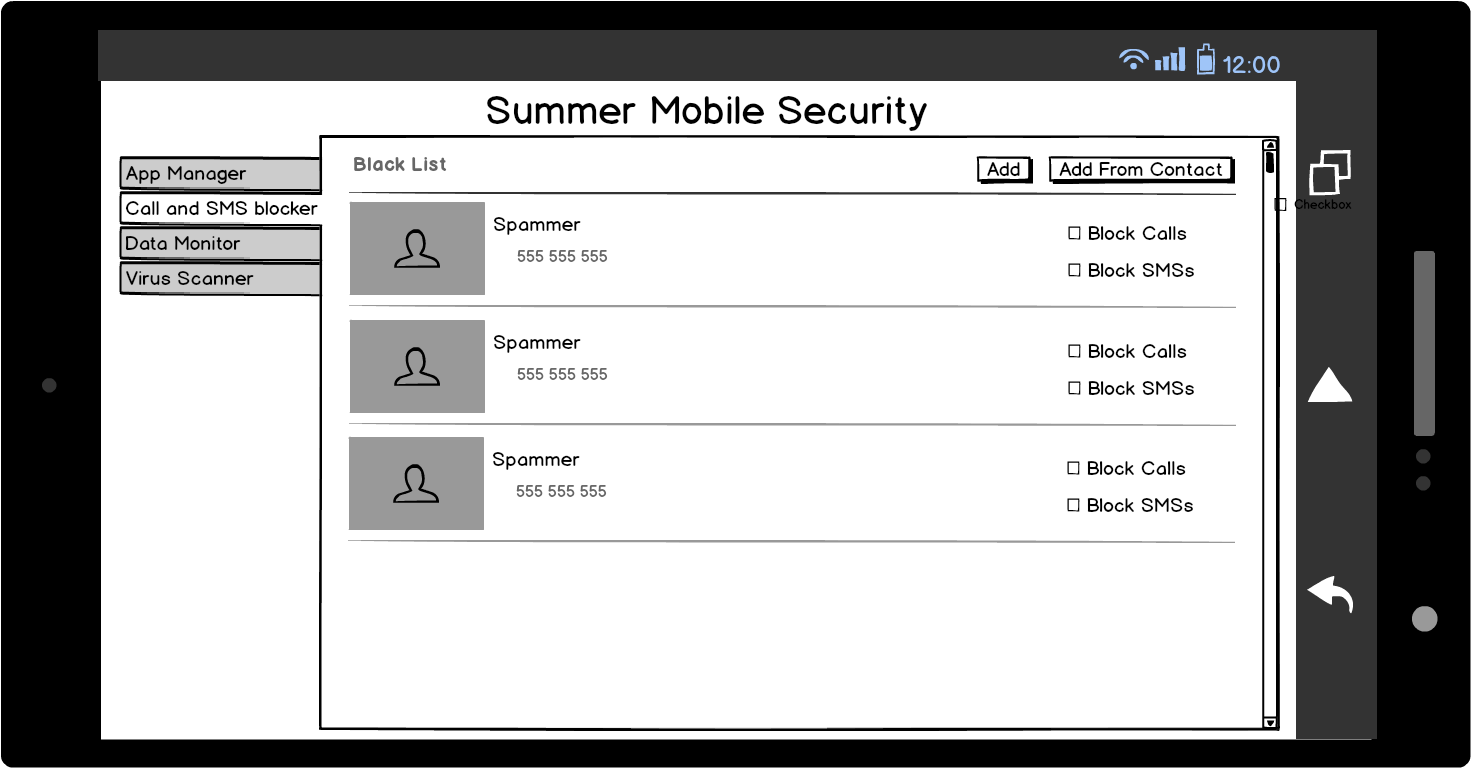 12:00
Summer Mobile Security
App Manager
Call and SMS blocker
Data Monitor
Virus Scanner
Black List
Add
Add From Contact
Checkbox
Spammer
555 555 555
Block Calls
Block SMSs
Spammer
555 555 555
Block Calls
Block SMSs
Spammer
555 555 555
Block Calls
Block SMSs